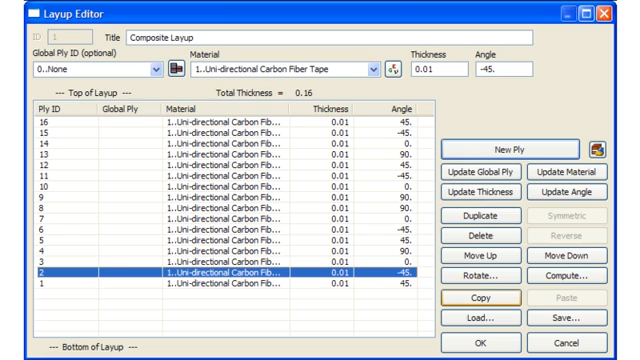 Layup Editor
ID 1 Title Composite Layup
Global Ply ID (optional) Material Thickness Angle
0..None 1..Uni-directional Carbon Fiber Tape 0.01 -45.
--- Top of Layup --- Total Thickness = 0.16
Ply ID Global Ply Material Thickness Angle
16 1..Uni-directional Carbon Fib... 0.01 45.
15 1..Uni-directional Carbon Fib... 0.01 -45.
14 1..Uni-directional Carbon Fib... 0.01 0.
13 1..Uni-directional Carbon Fib... 0.01 90.
12 1..Uni-directional Carbon Fib... 0.01 45.
11 1..Uni-directional Carbon Fib... 0.01 -45.
10 1..Uni-directional Carbon Fib... 0.01 0.
9 1..Uni-directional Carbon Fib... 0.01 90.
8 1..Uni-directional Carbon Fib... 0.01 90.
7 1..Uni-directional Carbon Fib... 0.01 0.
6 1..Uni-directional Carbon Fib... 0.01 -45.
5 1..Uni-directional Carbon Fib... 0.01 45.
4 1..Uni-directional Carbon Fib... 0.01 90.
3 1..Uni-directional Carbon Fib... 0.01 0.
2 1..Uni-directional Carbon Fib... 0.01 -45.
1 1..Uni-directional Carbon Fib... 0.01 45.
--- Bottom of Layup ---
New Ply
Update Global Ply Update Material
Update Thickness Update Angle
Duplicate Symmetric
Delete Reverse
Move Up Move Down
Rotate... Compute...
Copy Paste
Load... Save...
OK Cancel